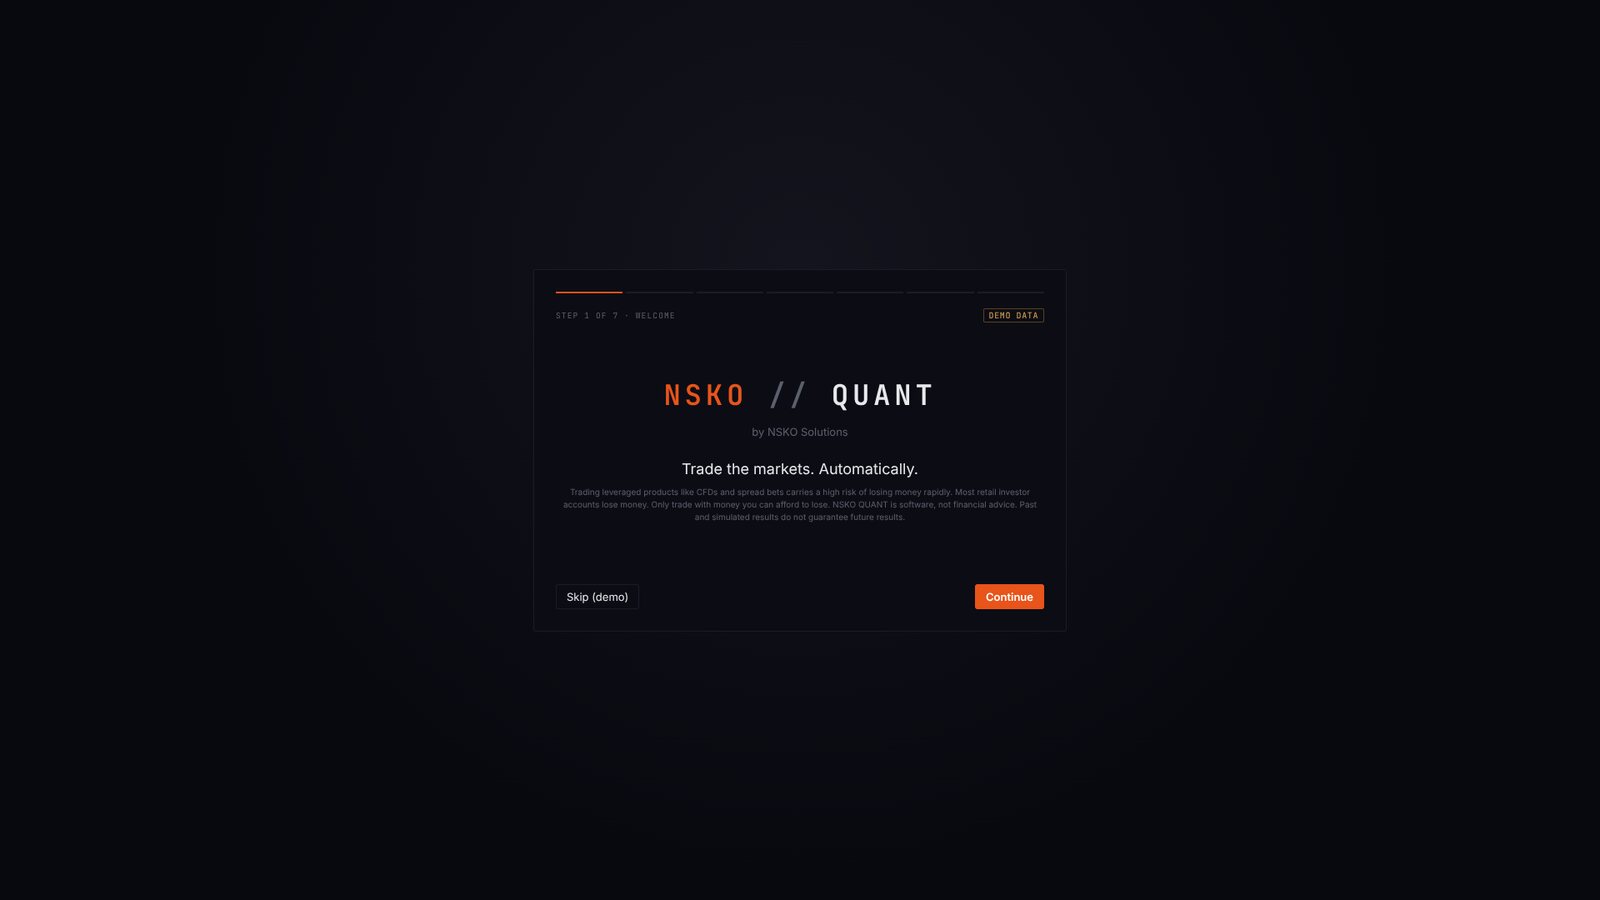 STEP 1 OF 7 · WELCOME
DEMO DATA
NSKO // QUANT
by NSKO Solutions
Trade the markets. Automatically.
Trading leveraged products like CFDs and spread bets carries a high risk of losing money rapidly. Most retail investor
accounts lose money. Only trade with money you can afford to lose. NSKO QUANT is software, not financial advice. Past
and simulated results do not guarantee future results.
Skip (demo)
Continue